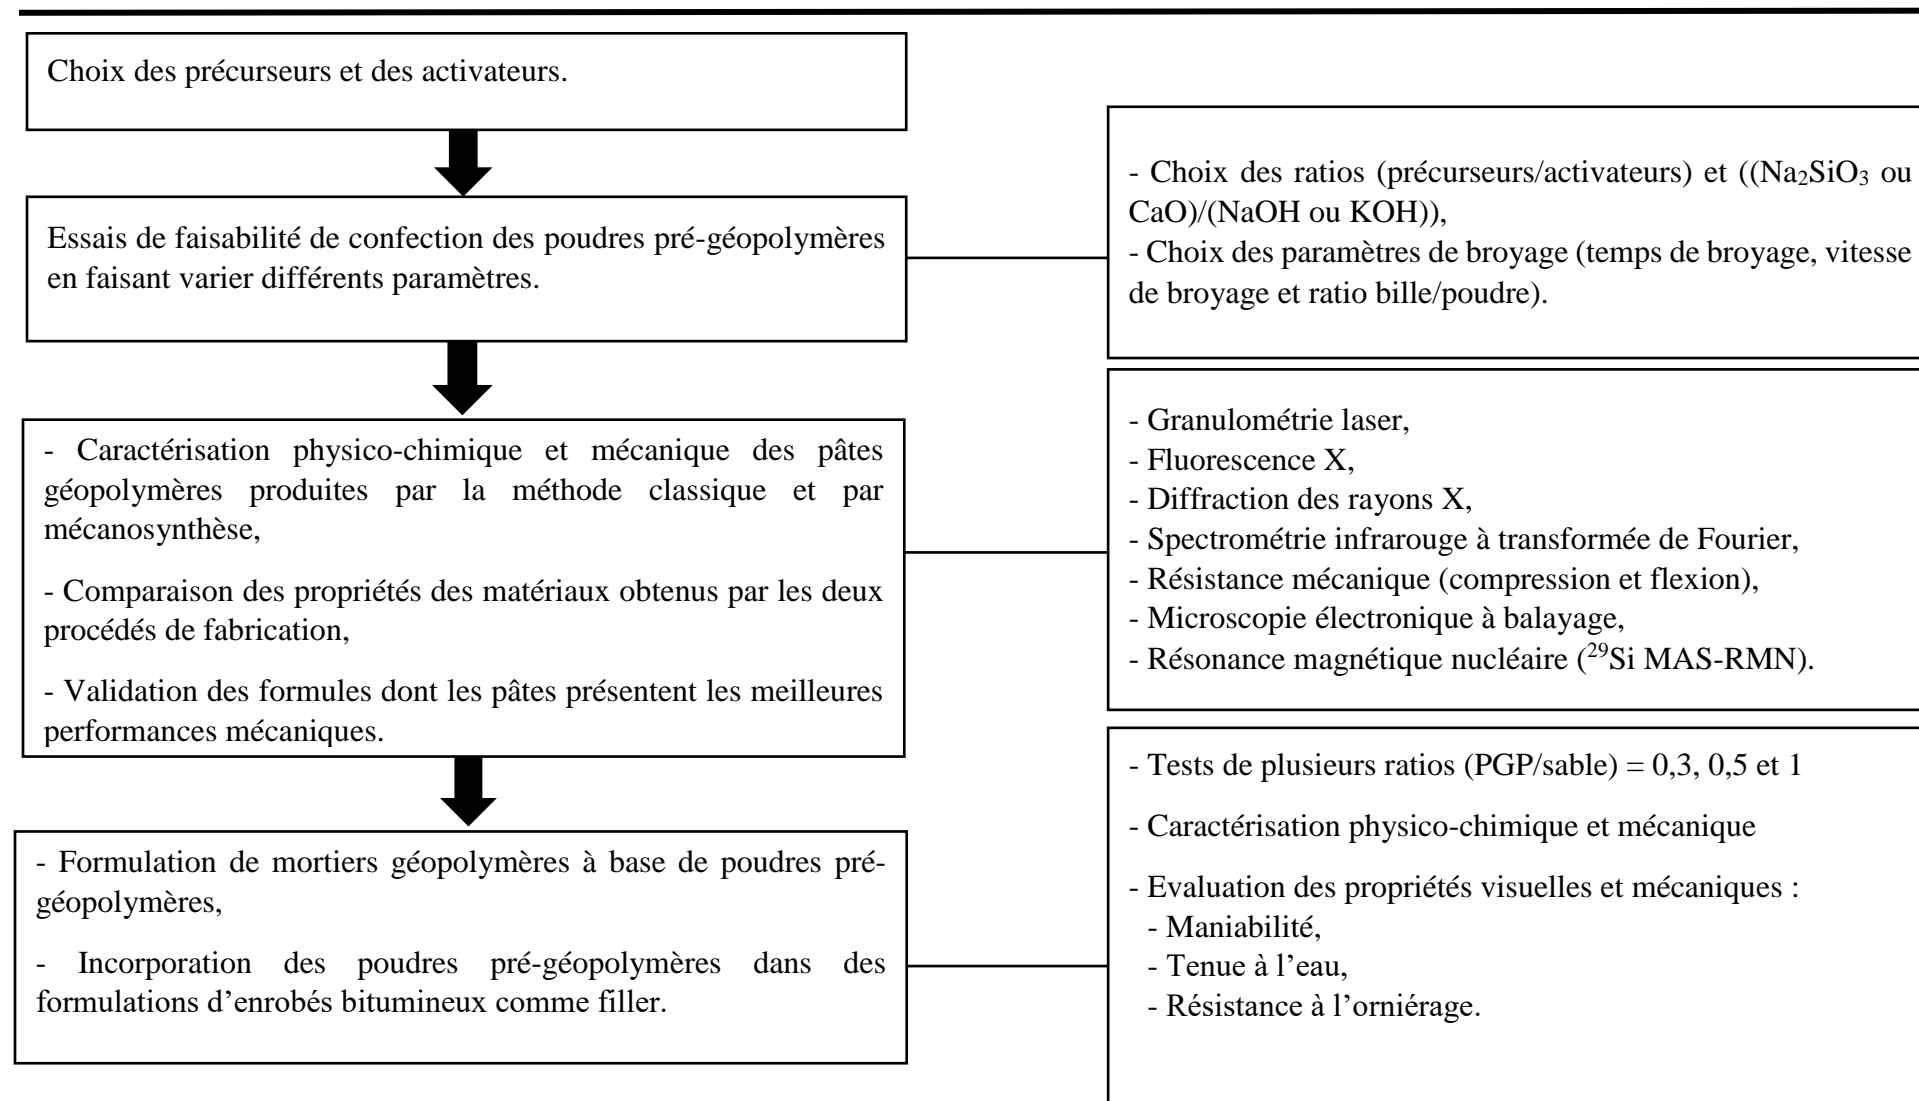 Choix des précurseurs et des activateurs.
Essais de faisabilité de confection des poudres pré-géopolymères
en faisant varier différents paramètres.
- Choix des ratios (précurseurs/activateurs) et ((Na₂SiO₃ ou
CaO)/(NaOH ou KOH)),
- Choix des paramètres de broyage (temps de broyage, vitesse
de broyage et ratio bille/poudre).
- Caractérisation physico-chimique et mécanique des pâtes
géopolymères produites par la méthode classique et par
mécanosynthèse,
- Comparaison des propriétés des matériaux obtenus par les deux
procédés de fabrication,
- Validation des formules dont les pâtes présentent les meilleures
performances mécaniques.
- Granulométrie laser,
- Fluorescence X,
- Diffraction des rayons X,
- Spectrométrie infrarouge à transformée de Fourier,
- Résistance mécanique (compression et flexion),
- Microscopie électronique à balayage,
- Résonance magnétique nucléaire (²⁹Si MAS-RMN).
- Formulation de mortiers géopolymères à base de poudres pré-
géopolymères,
- Incorporation des poudres pré-géopolymères dans des
formulations d’enrobés bitumineux comme filler.
- Tests de plusieurs ratios (PGP/sable) = 0,3, 0,5 et 1
- Caractérisation physico-chimique et mécanique
- Evaluation des propriétés visuelles et mécaniques :
- Maniabilité,
- Tenue à l’eau,
- Résistance à l’orniérage.